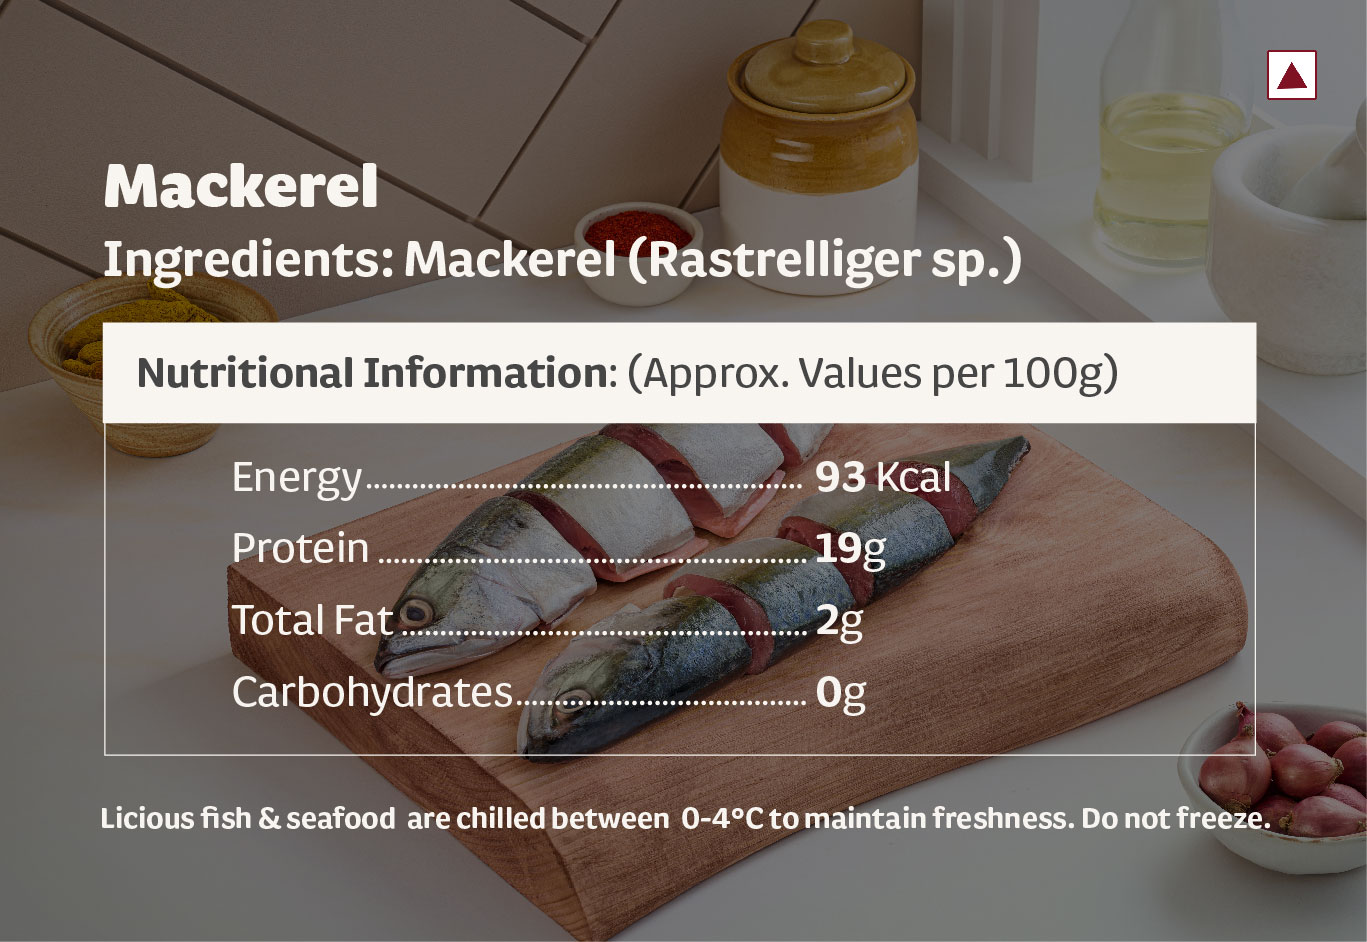 Mackerel
Ingredients: Mackerel (Rastrelliger sp.)
Nutritional Information: (Approx. Values per 100g)
Energy........................................................ 93 Kcal
Protein ...................................................... 19g
Total Fat .................................................... 2g
Carbohydrates...................................... 0g
Licious fish & seafood are chilled between 0-4°C to maintain freshness. Do not freeze.